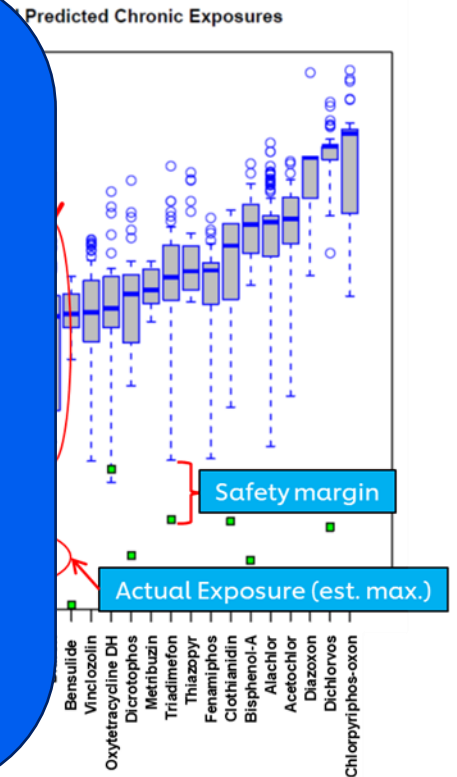 Predicted Chronic Exposures
Safety margin
Actual Exposure (est. max.)
Bensulide
Vinclozolin
Oxytetracycline DH
Dicrotophos
Metribuzin
Triadimefon
Thiazopyr
Fenamiphos
Clothianidin
Bisphenol-A
Alachlor
Acetochlor
Diazoxon
Dichlorvos
Chlorpyriphos-oxon